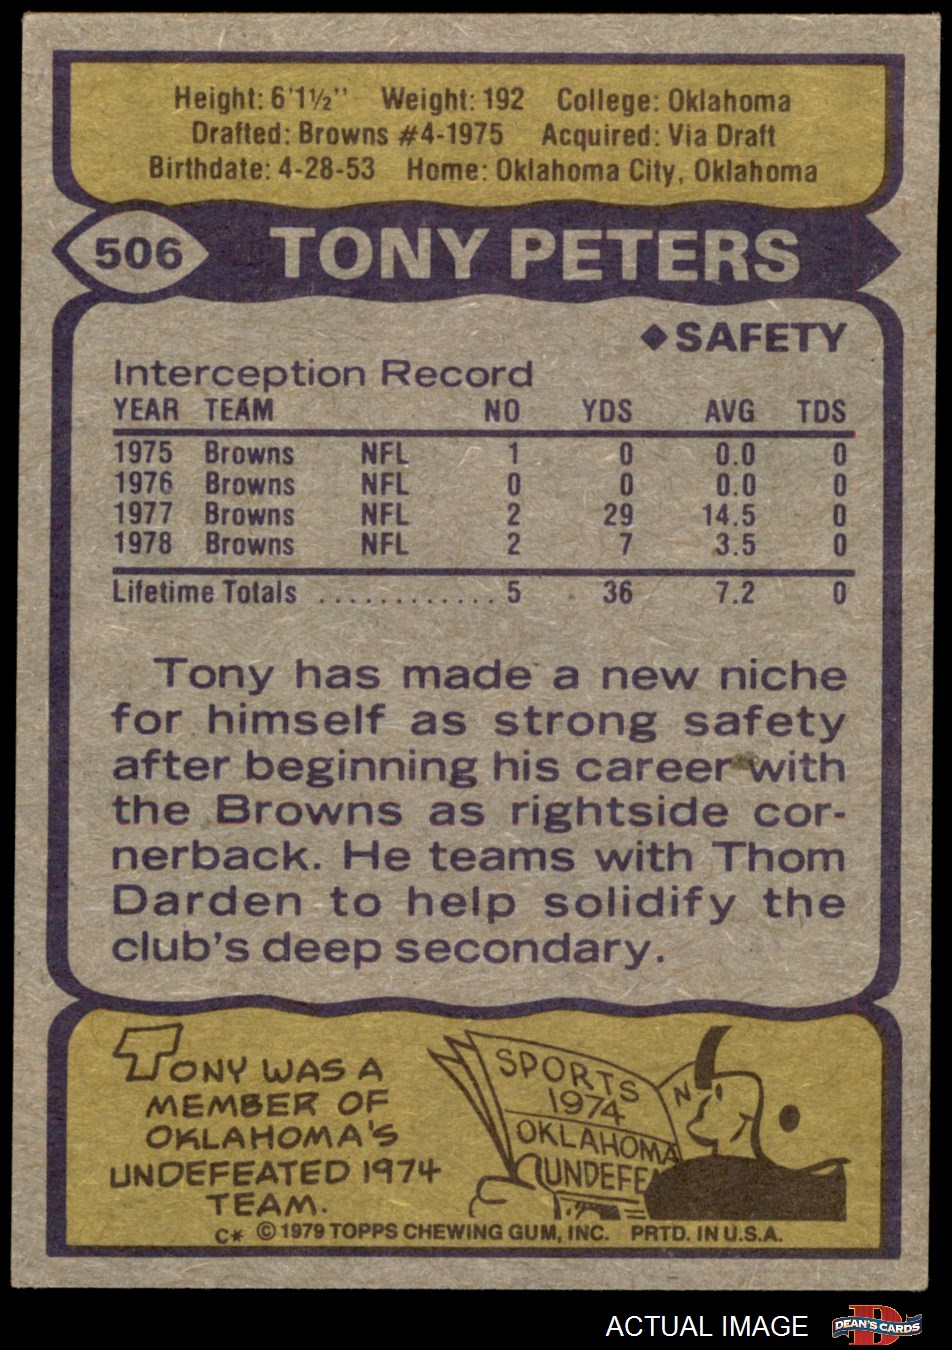 Height: 6'1½" Weight: 192 College: Oklahoma
Drafted: Browns #4-1975 Acquired: Via Draft
Birthdate: 4-28-53 Home: Oklahoma City, Oklahoma
506 TONY PETERS
◆ SAFETY
Interception Record
YEAR TEAM NO YDS AVG TDS
1975 Browns NFL 1 0 0.0 0
1976 Browns NFL 0 0 0.0 0
1977 Browns NFL 2 29 14.5 0
1978 Browns NFL 2 7 3.5 0
Lifetime Totals ............ 5 36 7.2 0
Tony has made a new niche
for himself as strong safety
after beginning his career with
the Browns as rightside cor-
nerback. He teams with Thom
Darden to help solidify the
club's deep secondary.
TONY WAS A
MEMBER OF
OKLAHOMA'S
UNDEFEATED 1974
TEAM.
SPORTS
1974
OKLAHOMA
UNDEFEA
N
C* © 1979 TOPPS CHEWING GUM, INC. PRTD. IN U.S.A.
ACTUAL IMAGE
D
DEAN'S CARDS